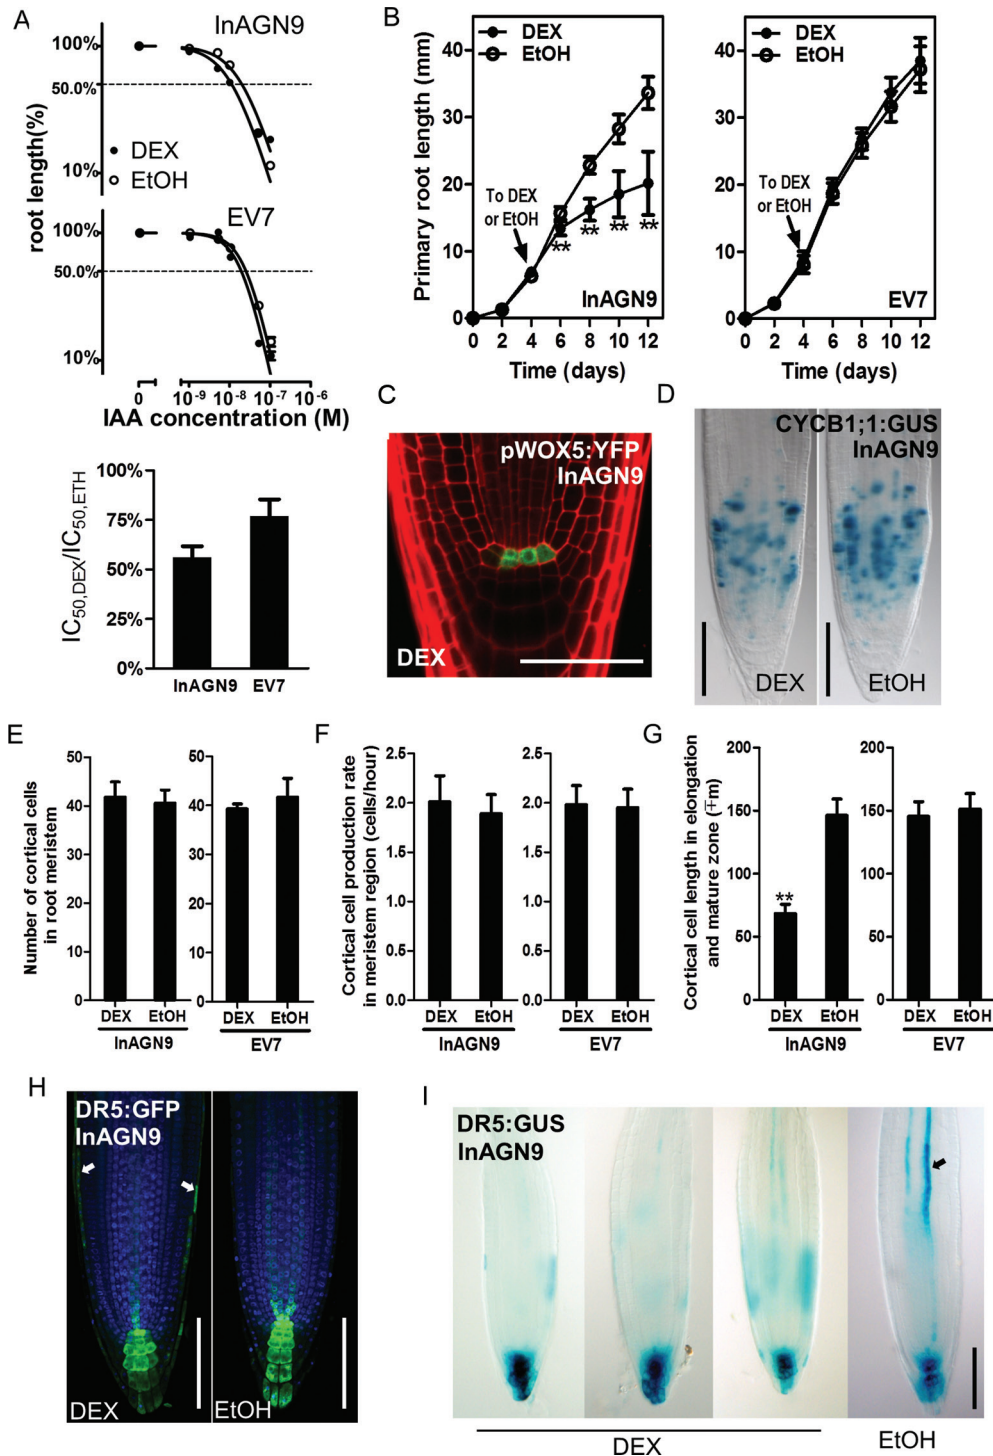 A
InAGN9
100%
50.0%
10%
root length(%)
DEX
EtOH
EV7
100%
50.0%
10%
0
10-9
10-8
10-7
10-6
IAA concentration (M)
100%
75%
50%
25%
0%
IC50,DEX/IC50,ETH
InAGN9
EV7
B
DEX
EtOH
40
30
20
10
0
Primary root length (mm)
To DEX
or EtOH
**
**
**
**
InAGN9
0 2 4 6 8 10 12
Time (days)
DEX
EtOH
40
30
20
10
0
To DEX
or EtOH
EV7
0 2 4 6 8 10 12
Time (days)
C
pWOX5:YFP
InAGN9
DEX
D
CYCB1;1:GUS
InAGN9
DEX
EtOH
E
Number of cortical cells
in root meristem
50
40
30
20
10
0
DEX
EtOH
InAGN9
50
40
30
20
10
0
DEX
EtOH
EV7
F
Cortical cell production rate
in meristem region (cells/hour)
2.5
2.0
1.5
1.0
0.5
0.0
DEX
EtOH
InAGN9
2.5
2.0
1.5
1.0
0.5
0.0
DEX
EtOH
EV7
G
Cortical cell length in elongation
and mature zone (∓m)
200
150
100
50
0
**
DEX
EtOH
InAGN9
200
150
100
50
0
DEX
EtOH
EV7
H
DR5:GFP
InAGN9
DEX
EtOH
I
DR5:GUS
InAGN9
DEX
EtOH